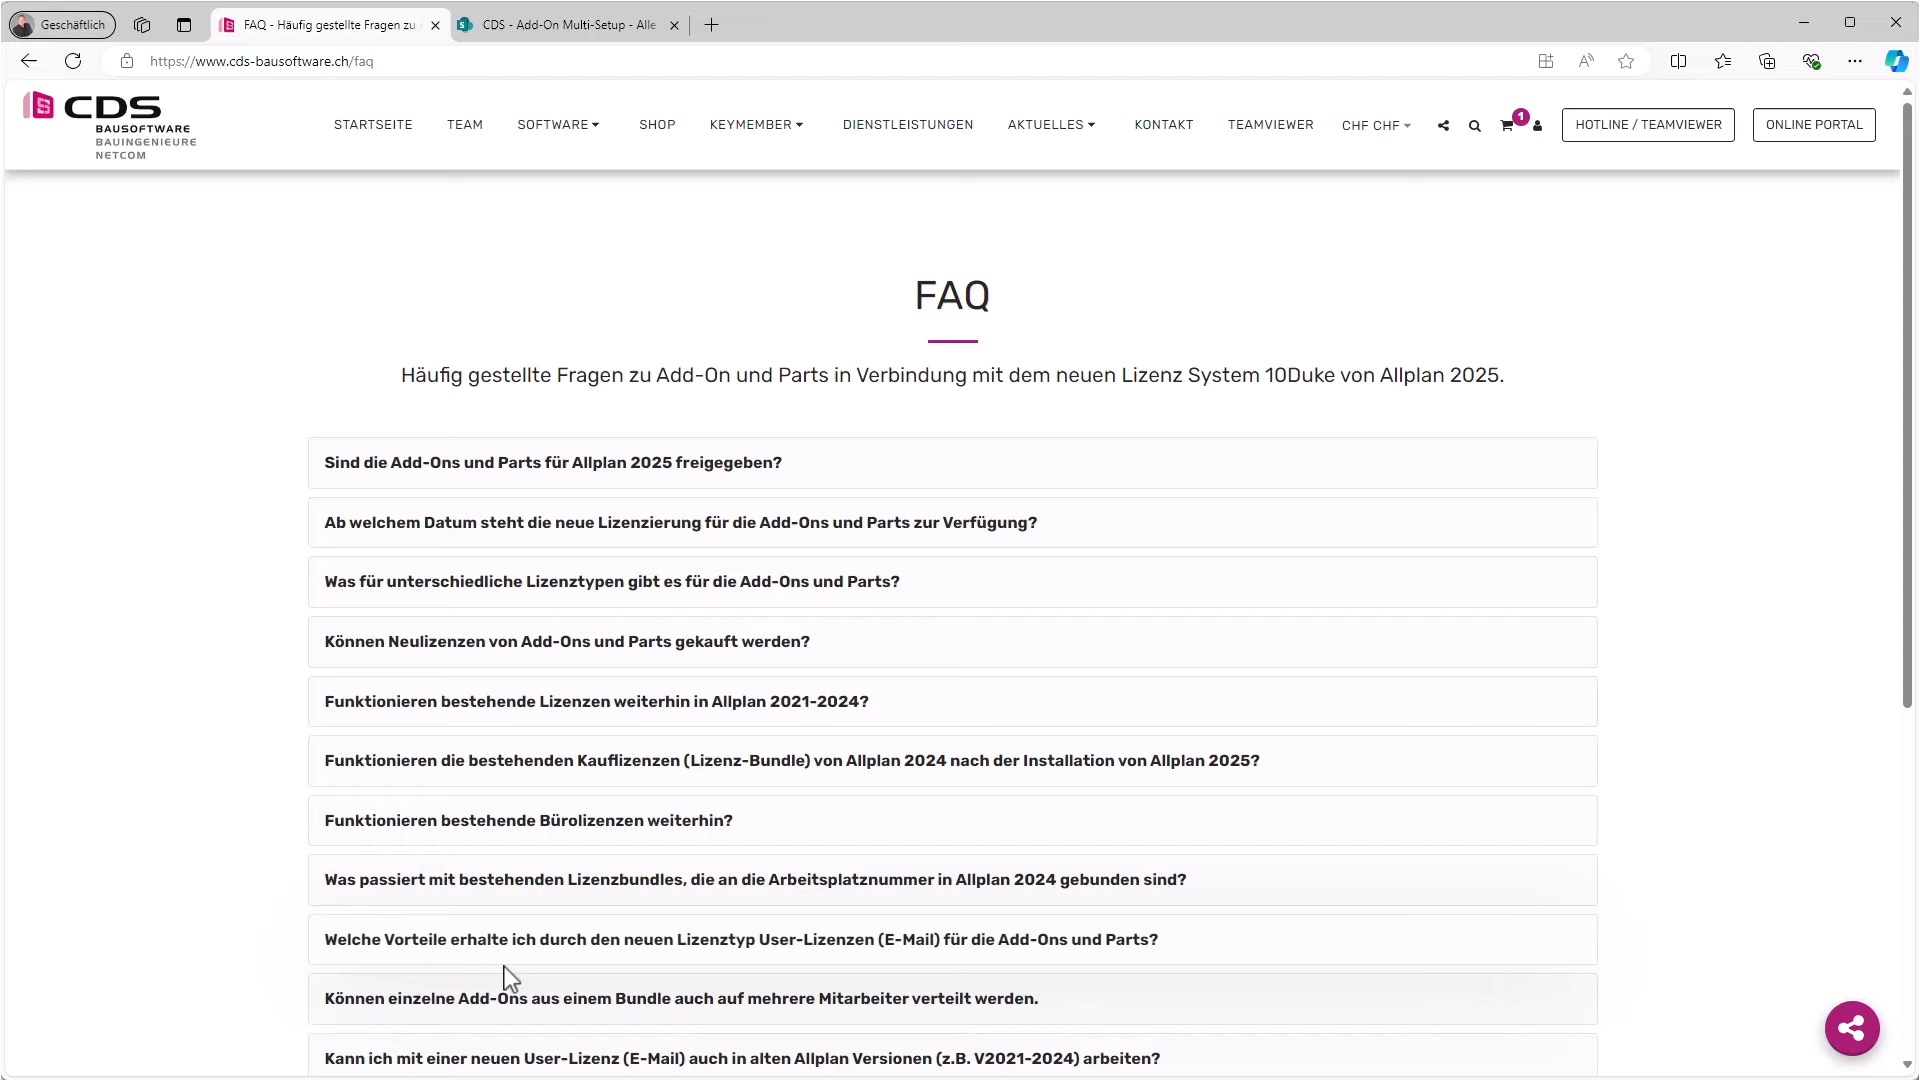 Geschäftlich
FAQ - Häufig gestellte Fragen zu
CDS - Add-On Multi-Setup - Alle
https://www.cds-bausoftware.ch/faq
CDS
BAUSOFTWARE
BAUINGENIEURE
NETCOM
STARTSEITE
TEAM
SOFTWARE
SHOP
KEYMEMBER
DIENSTLEISTUNGEN
AKTUELLES
KONTAKT
TEAMVIEWER
CHF CHF
1
HOTLINE / TEAMVIEWER
ONLINE PORTAL
FAQ
Häufig gestellte Fragen zu Add-On und Parts in Verbindung mit dem neuen Lizenz System 10Duke von Allplan 2025.
Sind die Add-Ons und Parts für Allplan 2025 freigegeben?
Ab welchem Datum steht die neue Lizenzierung für die Add-Ons und Parts zur Verfügung?
Was für unterschiedliche Lizenztypen gibt es für die Add-Ons und Parts?
Können Neulizenzen von Add-Ons und Parts gekauft werden?
Funktionieren bestehende Lizenzen weiterhin in Allplan 2021-2024?
Funktionieren die bestehenden Kauflizenzen (Lizenz-Bundle) von Allplan 2024 nach der Installation von Allplan 2025?
Funktionieren bestehende Bürolizenzen weiterhin?
Was passiert mit bestehenden Lizenzbundles, die an die Arbeitsplatznummer in Allplan 2024 gebunden sind?
Welche Vorteile erhalte ich durch den neuen Lizenztyp User-Lizenzen (E-Mail) für die Add-Ons und Parts?
Können einzelne Add-Ons aus einem Bundle auch auf mehrere Mitarbeiter verteilt werden.
Kann ich mit einer neuen User-Lizenz (E-Mail) auch in alten Allplan Versionen (z.B. V2021-2024) arbeiten?